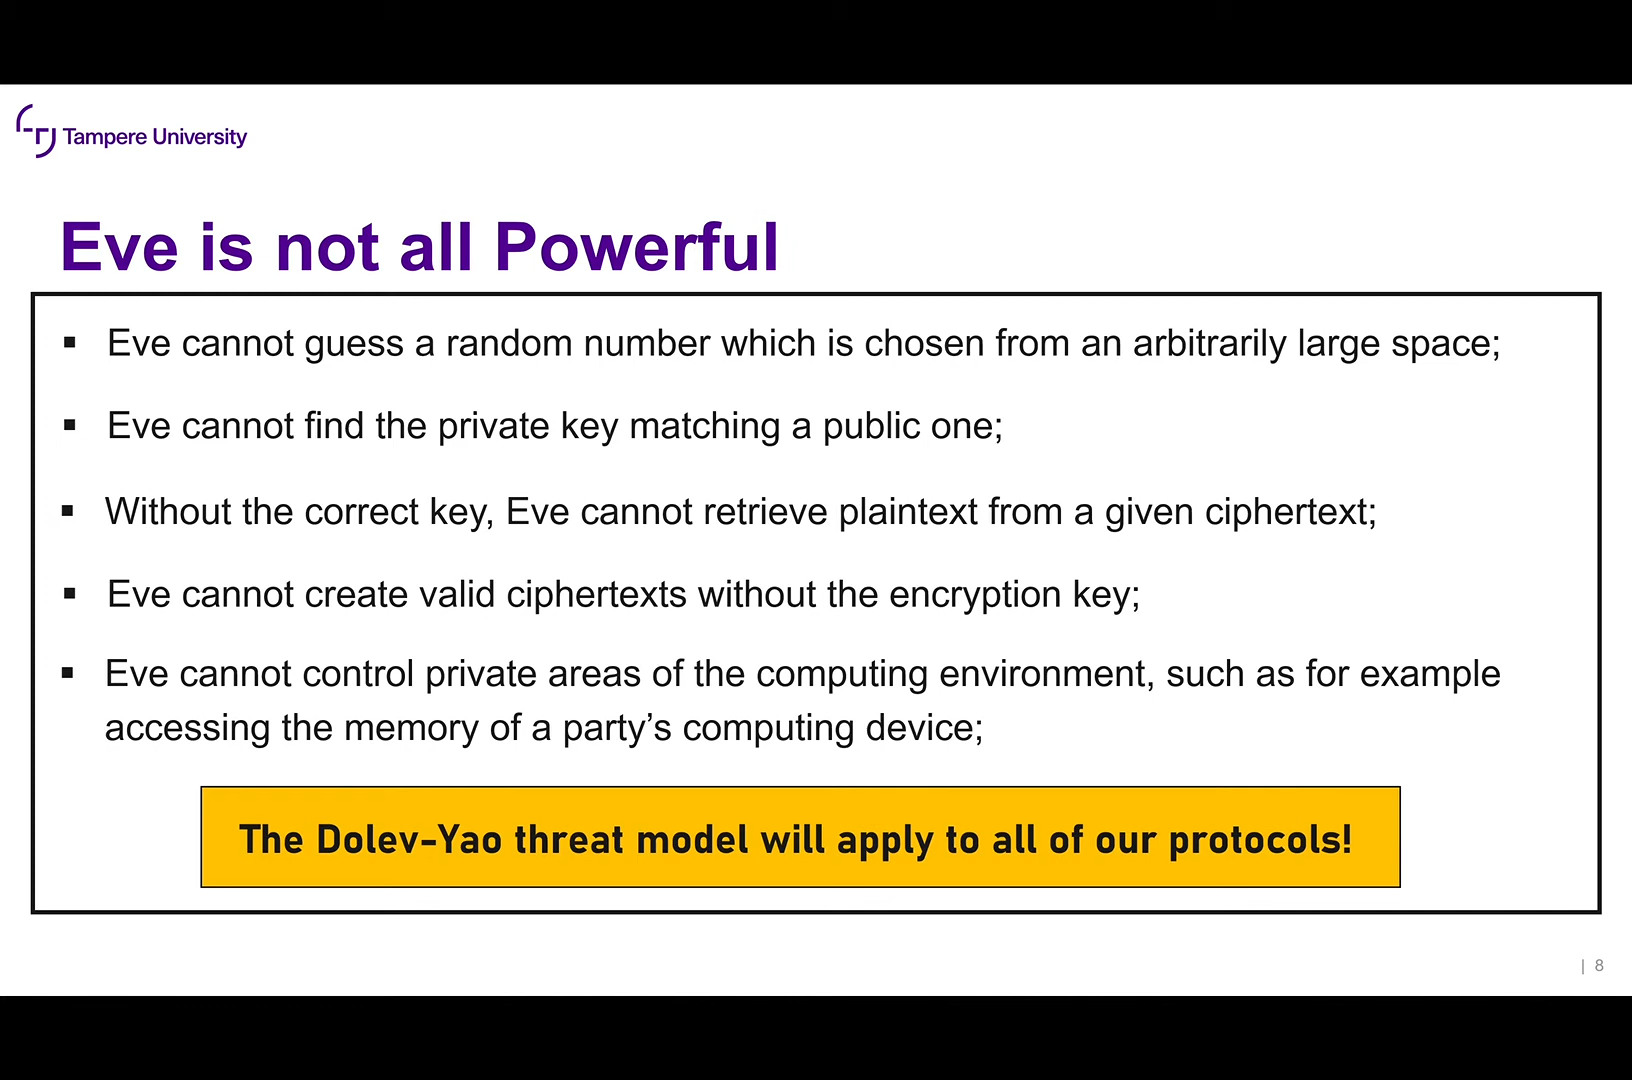 Tampere University
Eve is not all Powerful
▪ Eve cannot guess a random number which is chosen from an arbitrarily large space;
▪ Eve cannot find the private key matching a public one;
▪ Without the correct key, Eve cannot retrieve plaintext from a given ciphertext;
▪ Eve cannot create valid ciphertexts without the encryption key;
▪ Eve cannot control private areas of the computing environment, such as for example
accessing the memory of a party’s computing device;
The Dolev-Yao threat model will apply to all of our protocols!
| 8